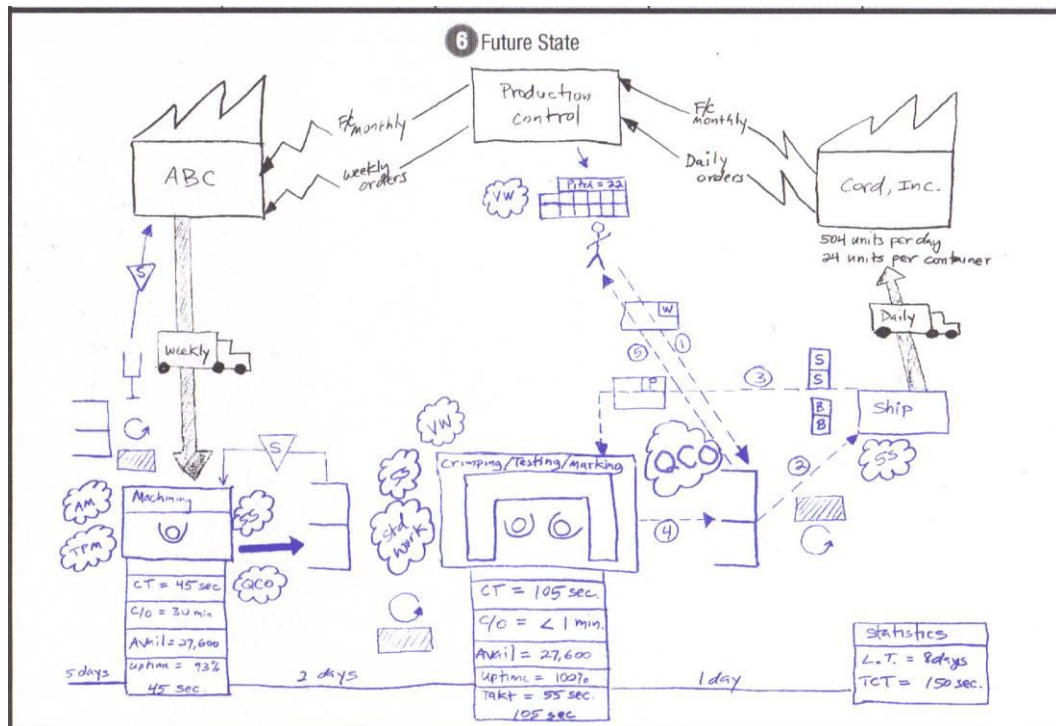 6 Future State
Production
control
F/c
monthly
weekly
orders
F/c
monthly
Daily
orders
ABC
Cord, Inc.
504 units per day
24 units per container
Pitch = 22
VW
S
Weekly
Daily
W
1
5
P
3
S
S
B
B
Ship
2
5S
VW
5S
Std
Work
Crimping/Testing/Marking
QCO
4
S
AM
TPM
Machining
5S
QCO
CT = 45 sec
C/O = 30 min
Avail = 27,600
Uptime = 93%
45 sec.
CT = 105 sec.
C/O = < 1 min.
Avail = 27,600
Uptime = 100%
Takt = 55 sec
105 sec
5 days
2 days
1 day
Statistics
L.T. = 8 days
TCT = 150 sec.